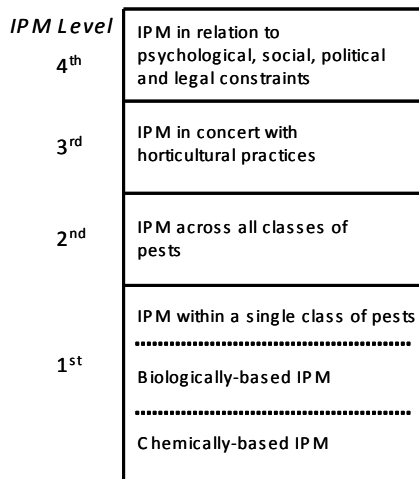 IPM Level
4th
IPM in relation to
psychological, social, political
and legal constraints
3rd
IPM in concert with
horticultural practices
2nd
IPM across all classes of
pests
1st
IPM within a single class of pests
Biologically-based IPM
Chemically-based IPM